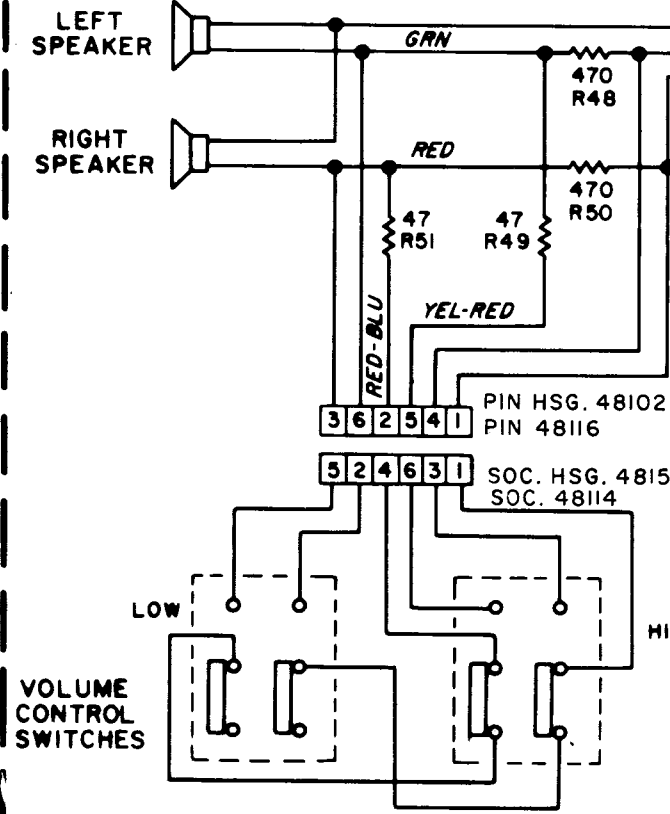 LEFT
SPEAKER
GRN
470
R48
RIGHT
SPEAKER
RED
470
R50
47
R51
47
R49
RED-BLU
YEL-RED
3 6 2 5 4 1
PIN HSG. 48102
PIN 48116
5 2 4 6 3 1
SOC. HSG. 4815
SOC. 48114
LOW
HI
VOLUME
CONTROL
SWITCHES